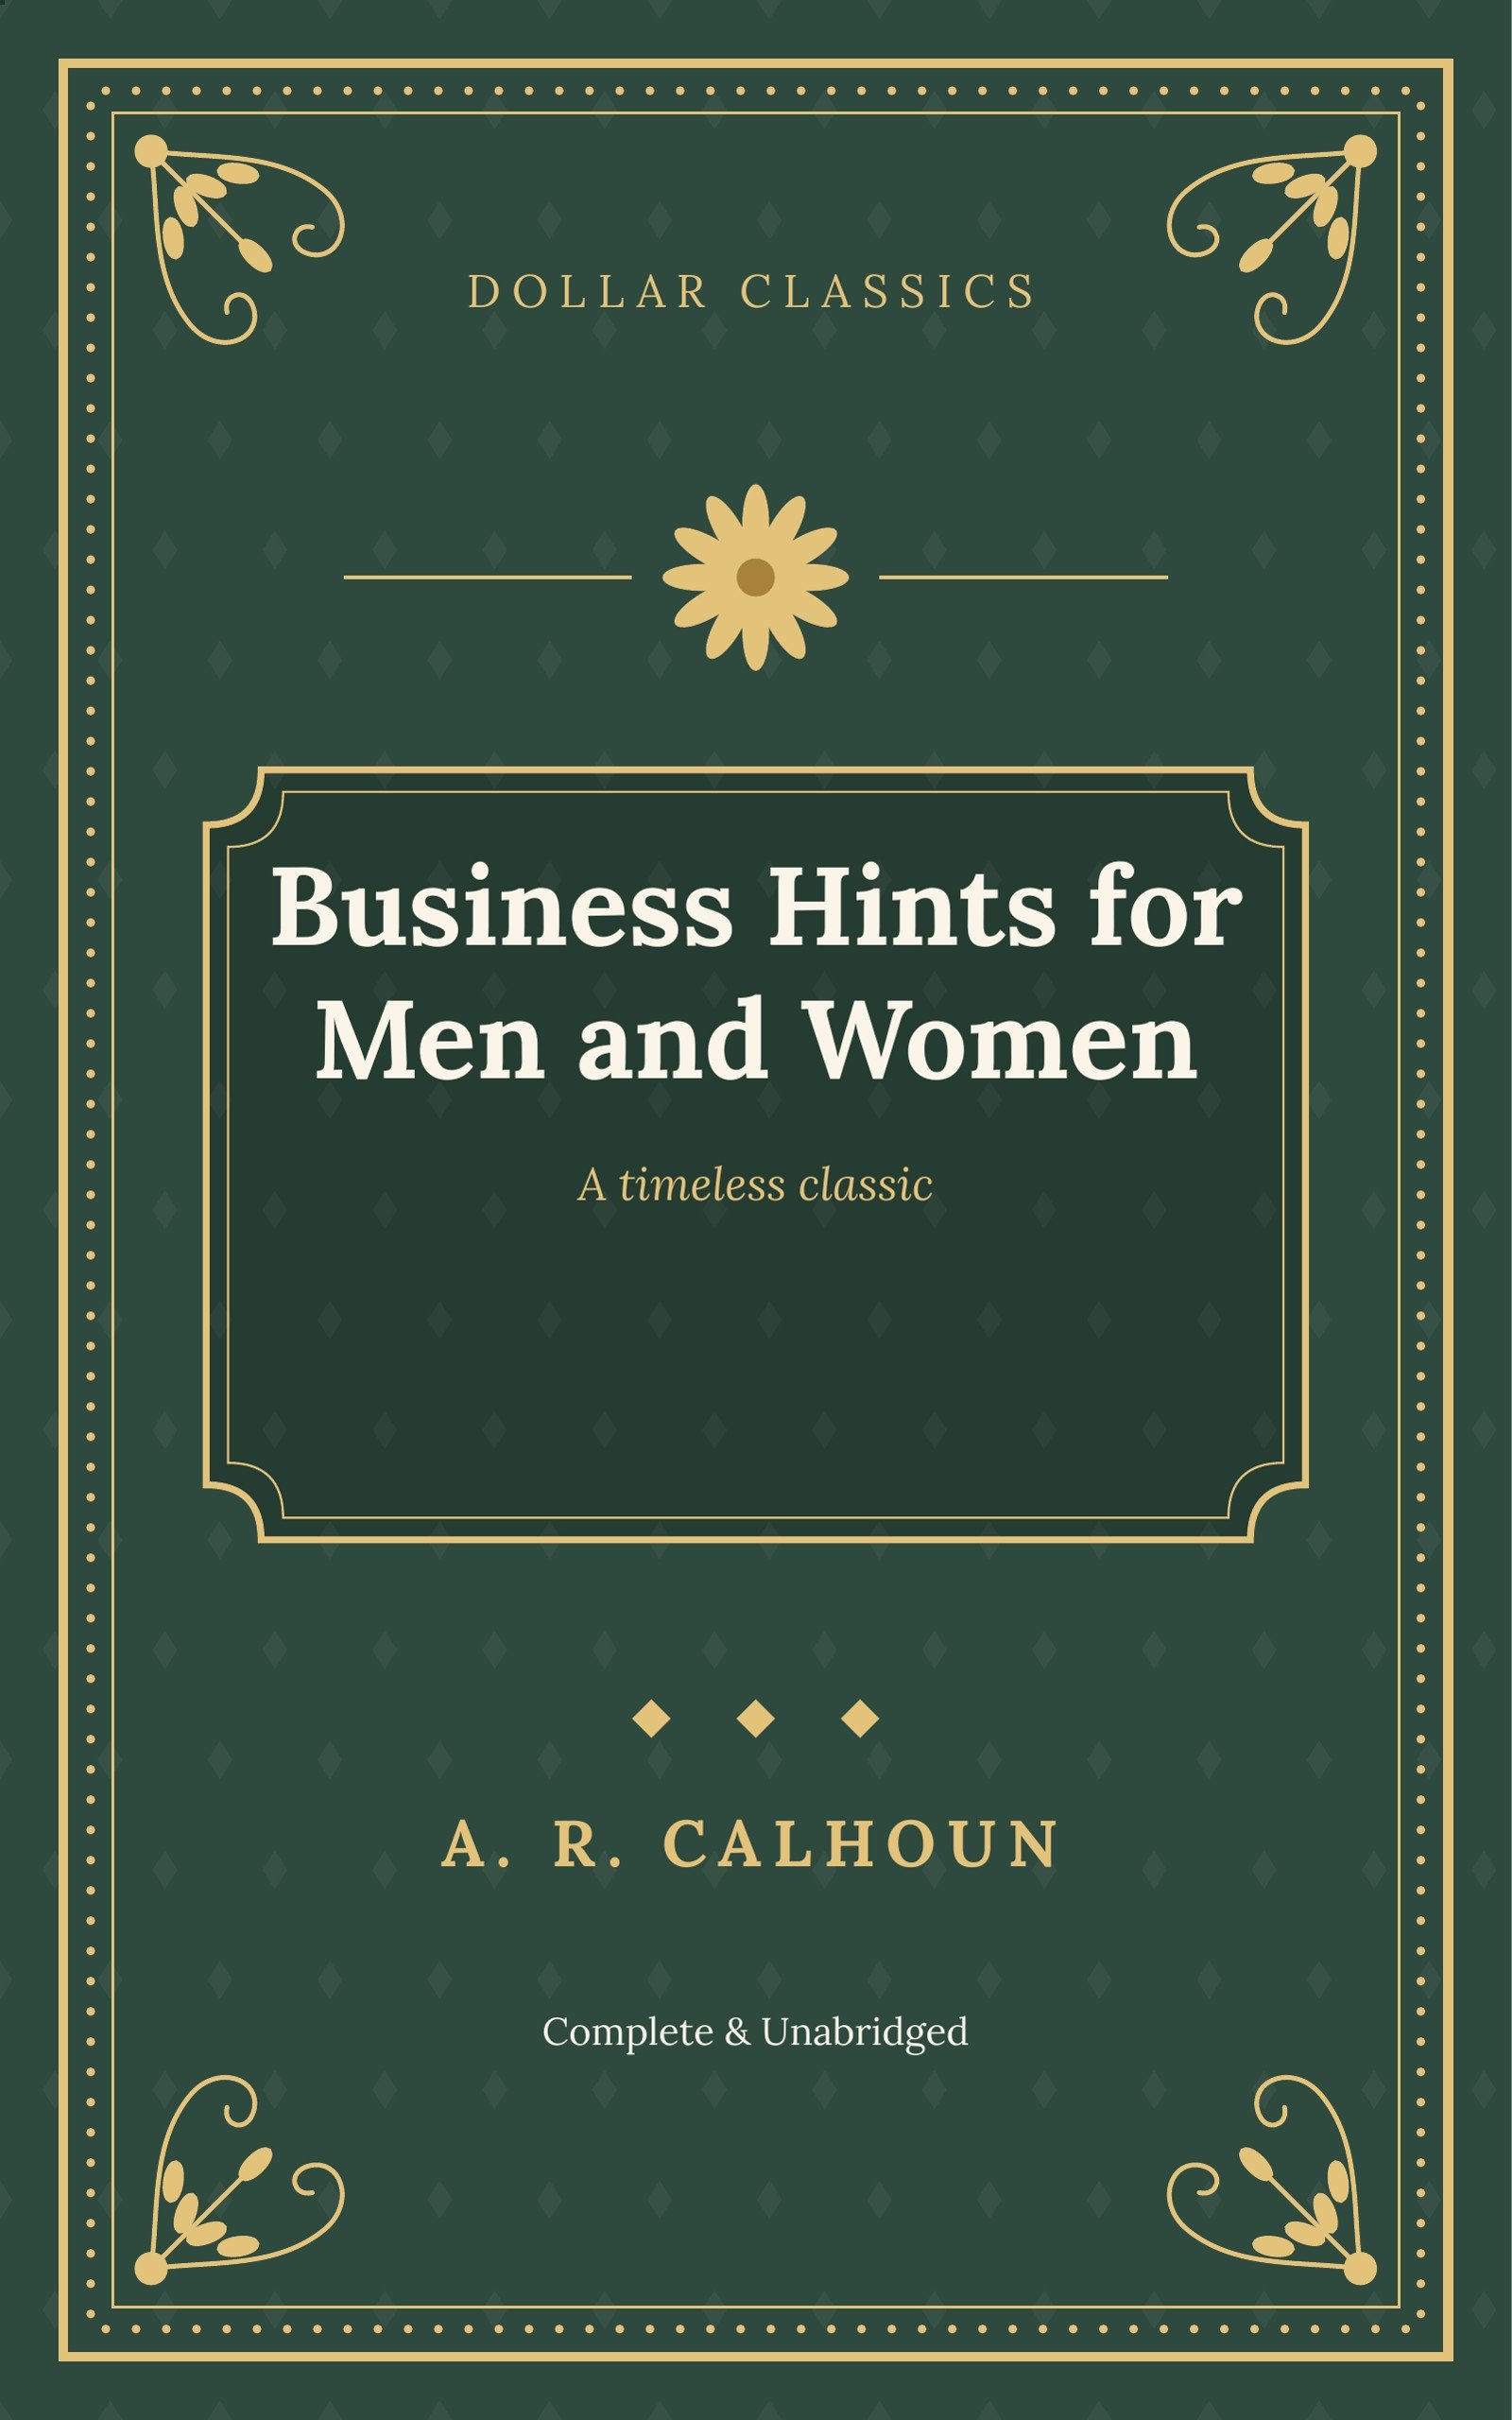 DOLLAR CLASSICS
Business Hints for
Men and Women
A timeless classic
A. R. CALHOUN
Complete & Unabridged